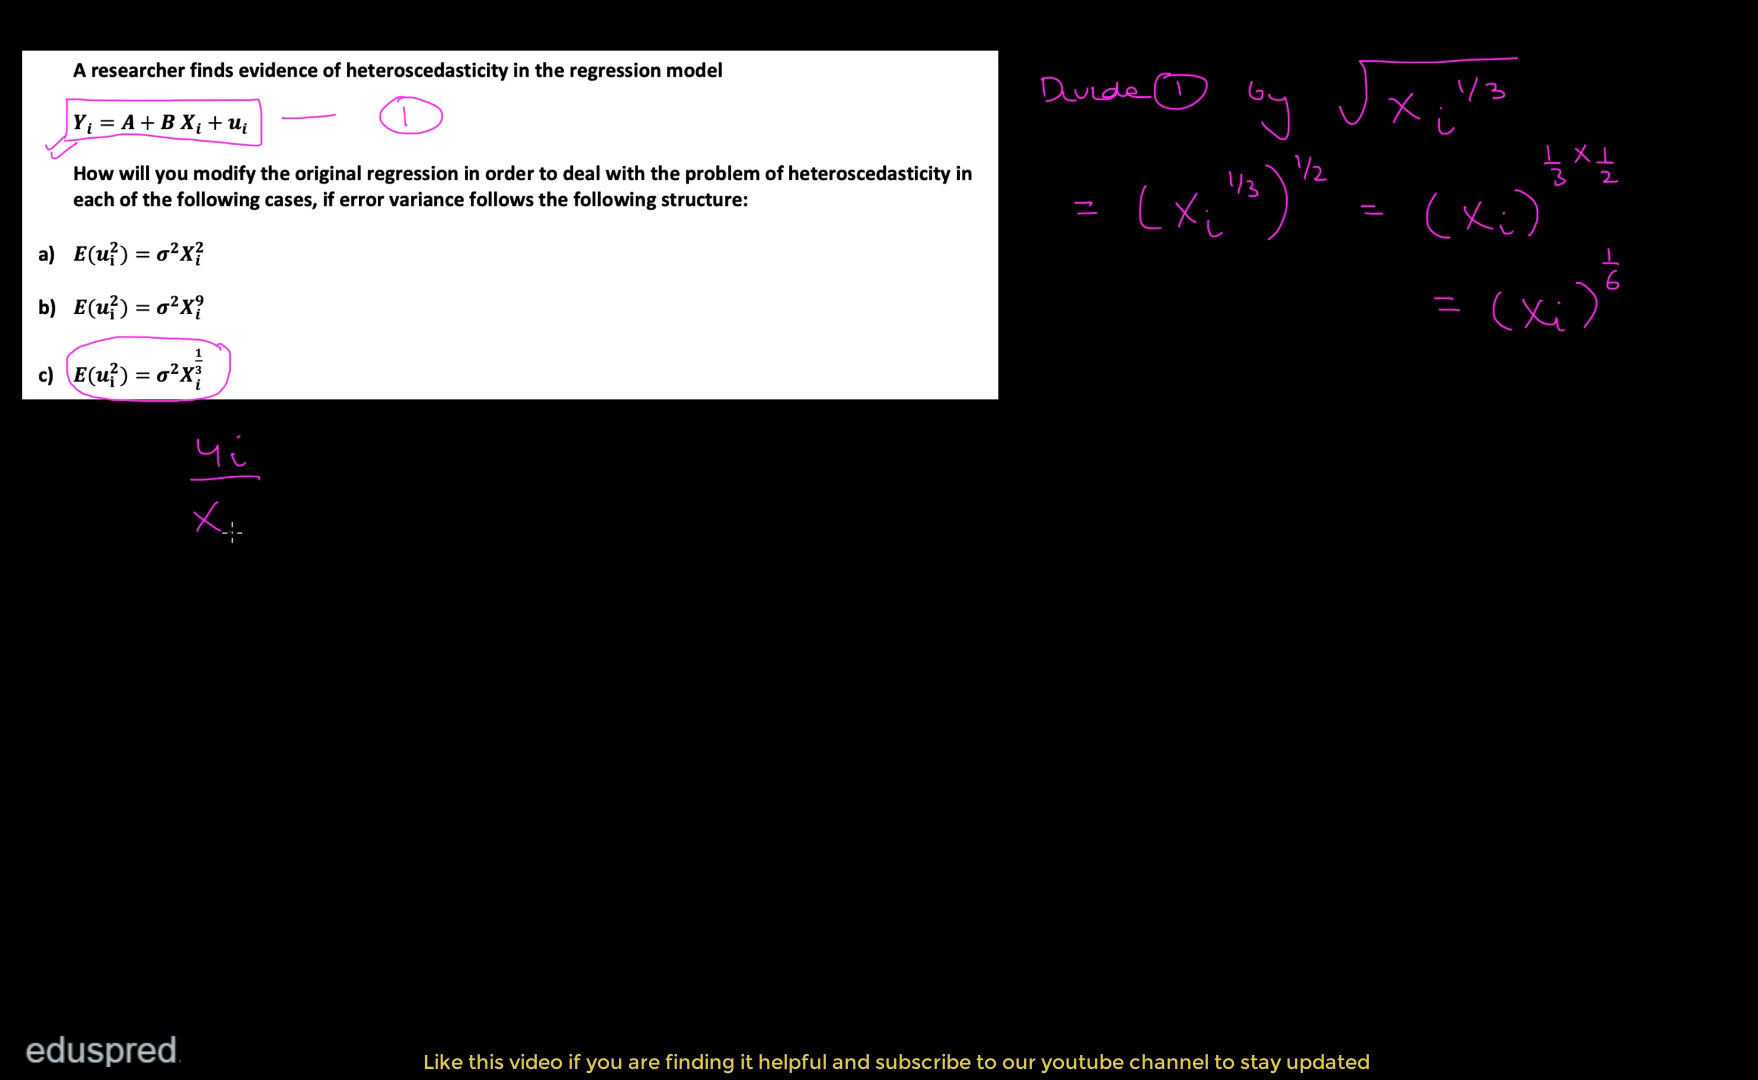 A researcher finds evidence of heteroscedasticity in the regression model
Yᵢ = A + B Xᵢ + uᵢ — ①
How will you modify the original regression in order to deal with the problem of heteroscedasticity in
each of the following cases, if error variance follows the following structure:
a) E(uᵢ²) = σ²Xᵢ²
b) E(uᵢ²) = σ²Xᵢ⁹
c) E(uᵢ²) = σ²Xᵢ^(1/3)
Divide ① by √(xᵢ^(1/3))
= (xᵢ^(1/3))^(1/2) = (xᵢ)^(1/3 × 1/2)
= (xᵢ)^(1/6)
yᵢ
x
eduspred
Like this video if you are finding it helpful and subscribe to our youtube channel to stay updated